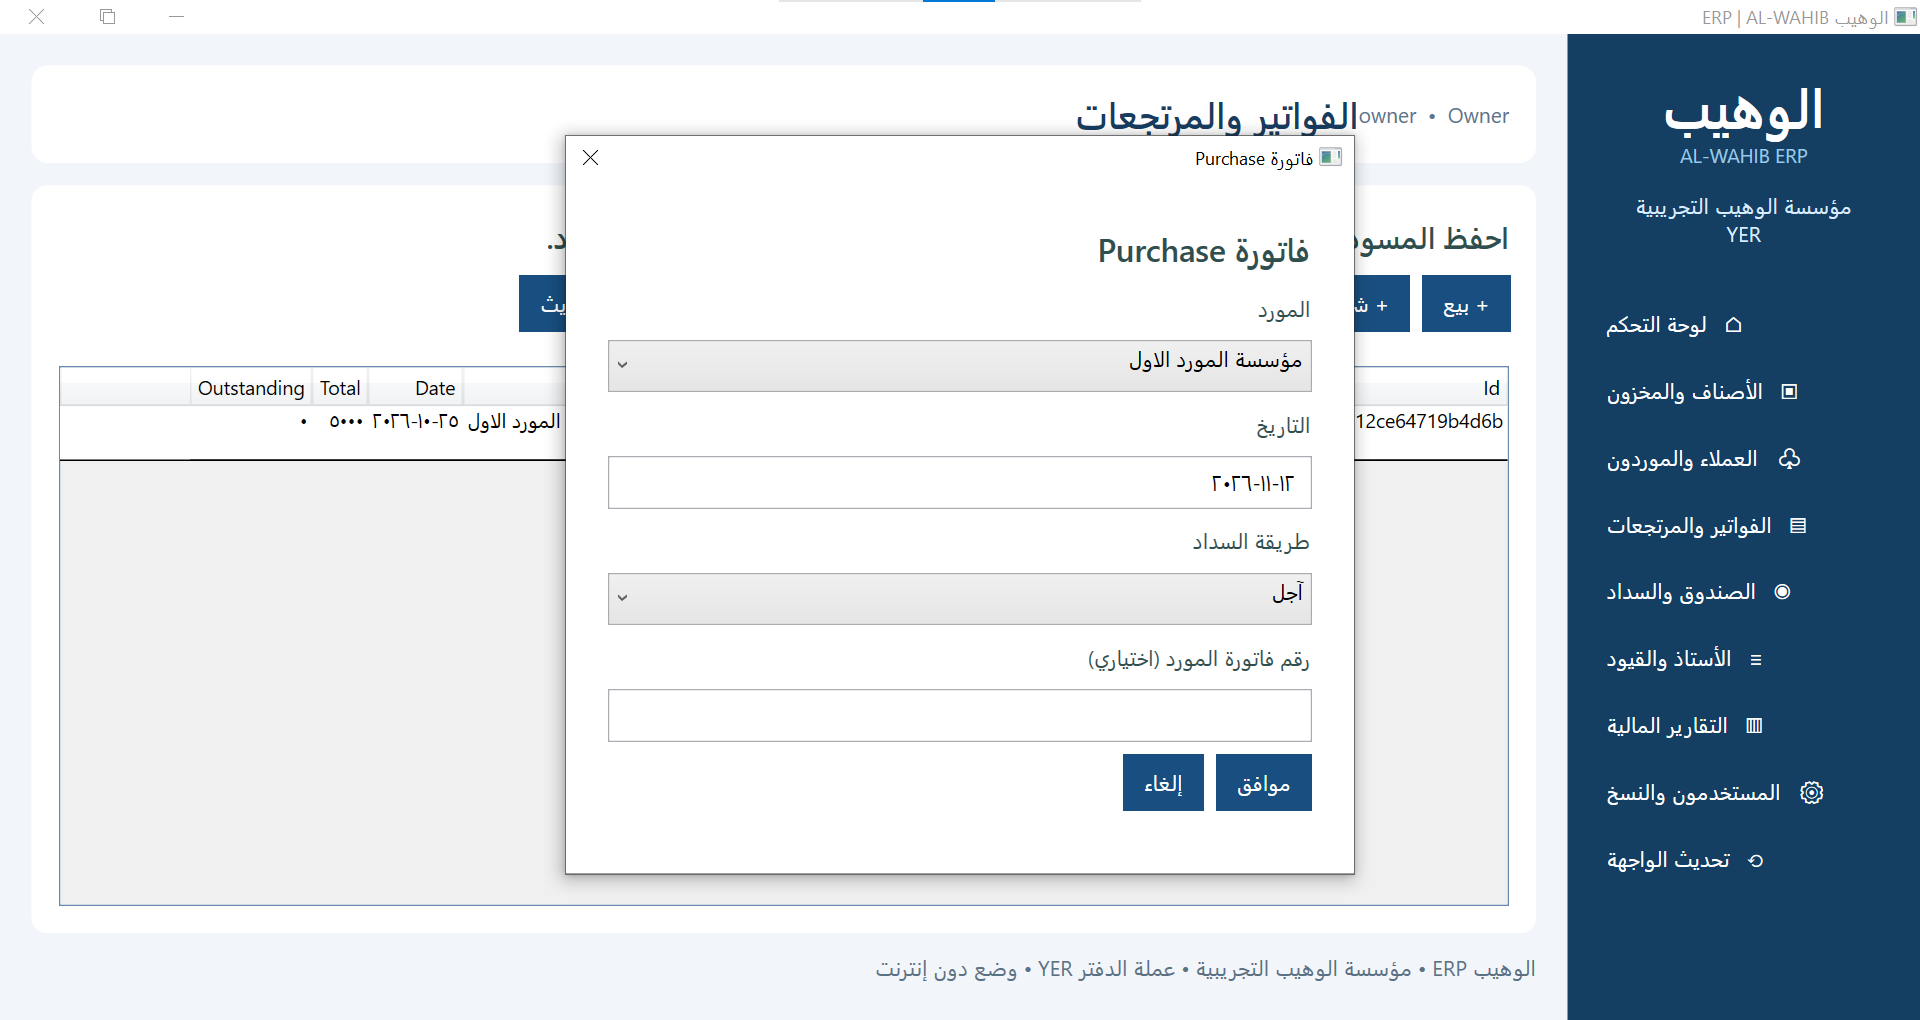 الوهيب ERP | AL-WAHIB
الوهيب
AL-WAHIB ERP
مؤسسة الوهيب التجريبية
YER
لوحة التحكم
الأصناف والمخزون
العملاء والموردون
الفواتير والمرتجعات
الصندوق والسداد
الأستاذ والقيود
التقارير المالية
المستخدمون والنسخ
تحديث الواجهة
owner • Owner
الفواتير والمرتجعات
احفظ المسود
د.
+ بيع
+ ش
يث
Id
Date
Total
Outstanding
12ce64719b4d6b
المورد الاول
٢٠٢٦-١٠-٢٥
٥٠٠٠
٠
فاتورة Purchase
فاتورة Purchase
المورد
مؤسسة المورد الاول
التاريخ
٢٠٢٦-١١-١٢
طريقة السداد
آجل
رقم فاتورة المورد (اختياري)
موافق
إلغاء
الوهيب ERP • مؤسسة الوهيب التجريبية • عملة الدفتر YER • وضع دون إنترنت